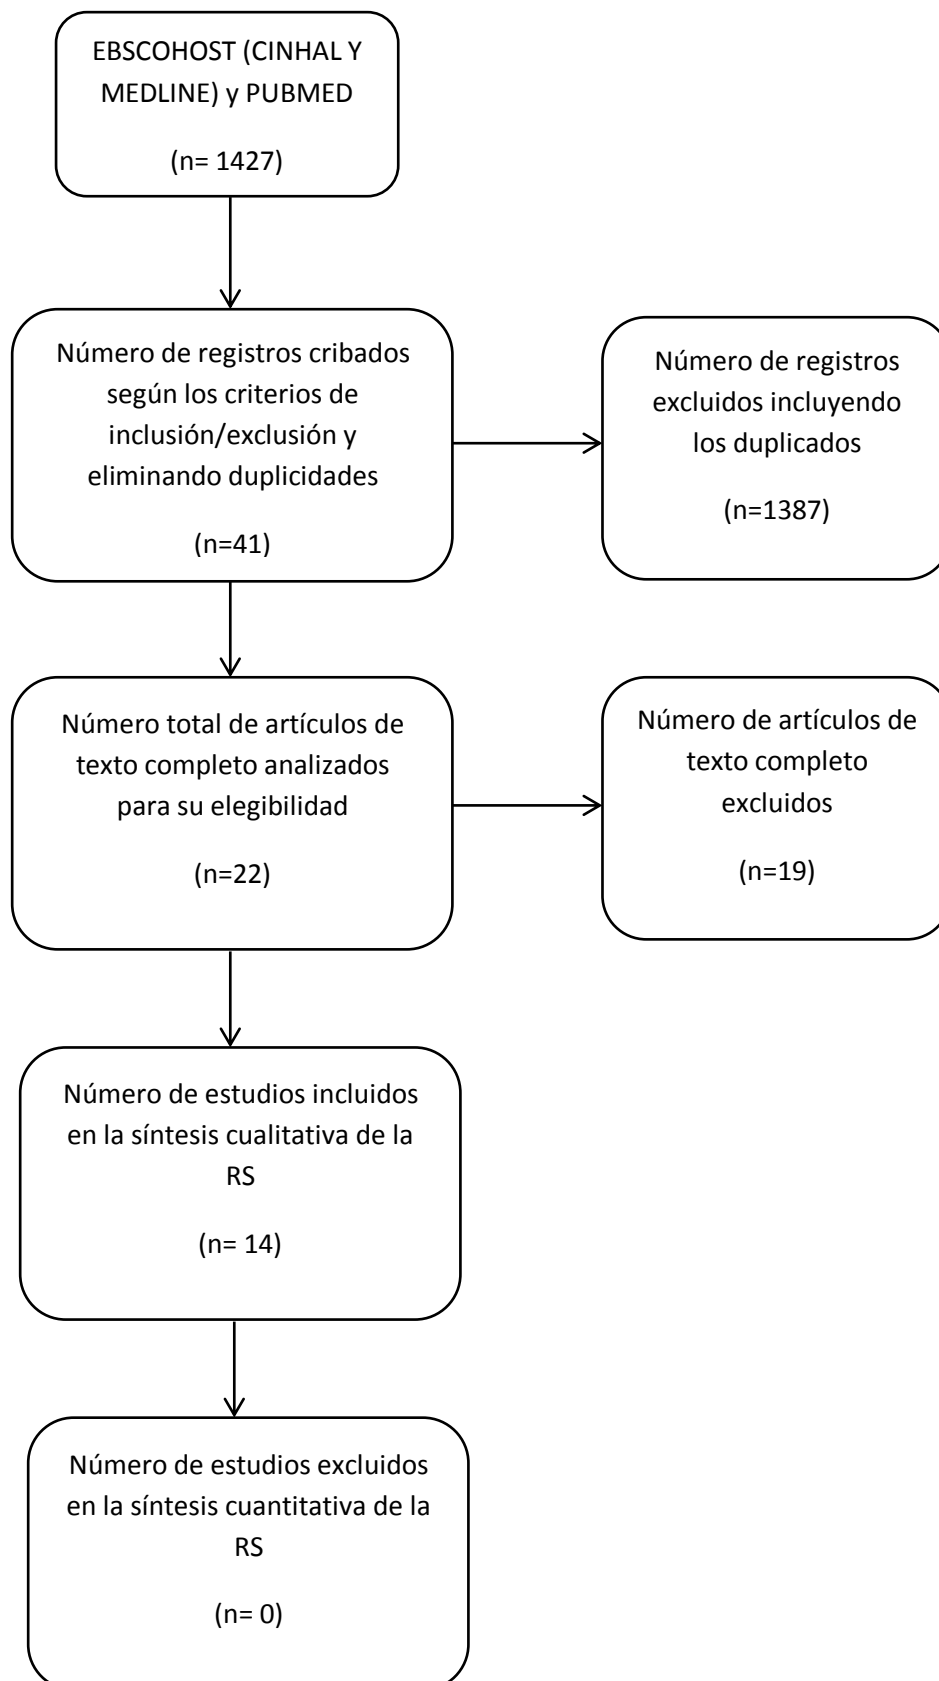 EBSCOHOST (CINHAL Y
MEDLINE) y PUBMED
(n= 1427)
Número de registros cribados
según los criterios de
inclusión/exclusión y
eliminando duplicidades
(n=41)
Número de registros
excluidos incluyendo
los duplicados
(n=1387)
Número total de artículos de
texto completo analizados
para su elegibilidad
(n=22)
Número de artículos de
texto completo
excluidos
(n=19)
Número de estudios incluidos
en la síntesis cualitativa de la
RS
(n= 14)
Número de estudios excluidos
en la síntesis cuantitativa de la
RS
(n= 0)